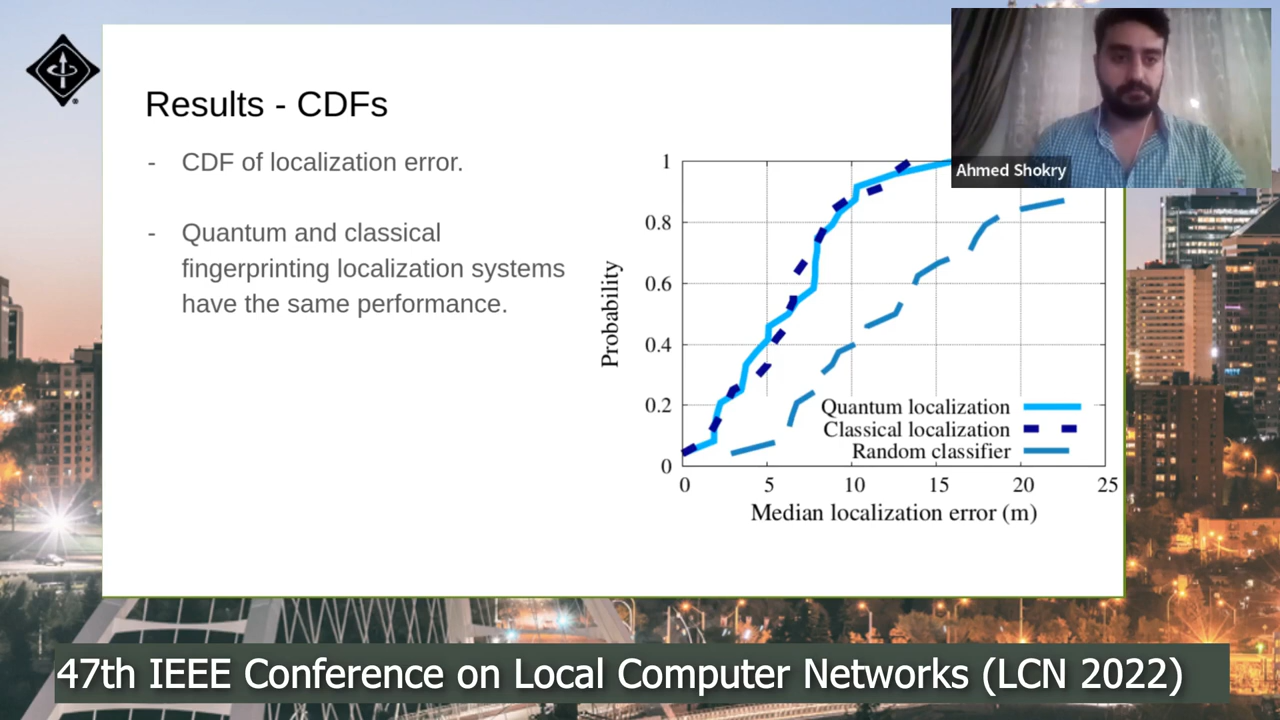 Results - CDFs
- CDF of localization error.
- Quantum and classical
fingerprinting localization systems
have the same performance.
Ahmed Shokry
1
0.8
0.6
0.4
0.2
0
Probability
Quantum localization
Classical localization
Random classifier
0 5 10 15 20 25
Median localization error (m)
47th IEEE Conference on Local Computer Networks (LCN 2022)